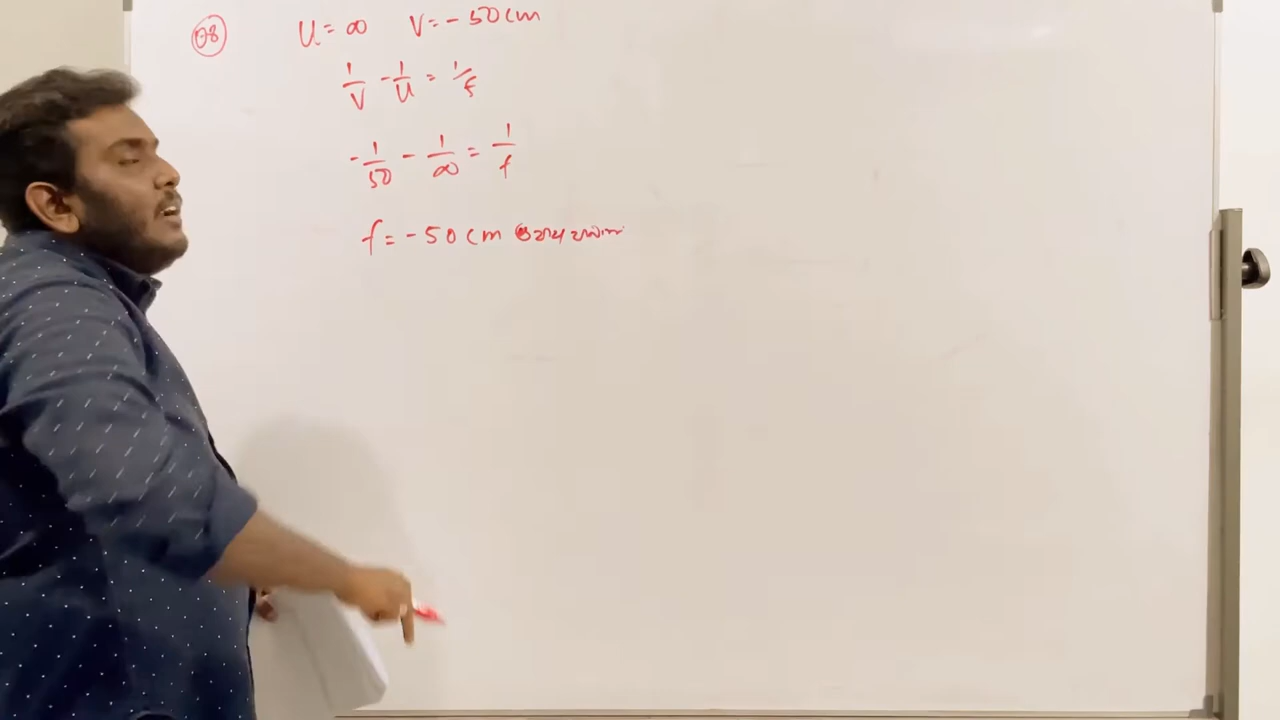 08 U = ∞ V = - 50 cm
1/V - 1/U = 1/f
- 1/50 - 1/∞ = 1/f
f = - 50 cm